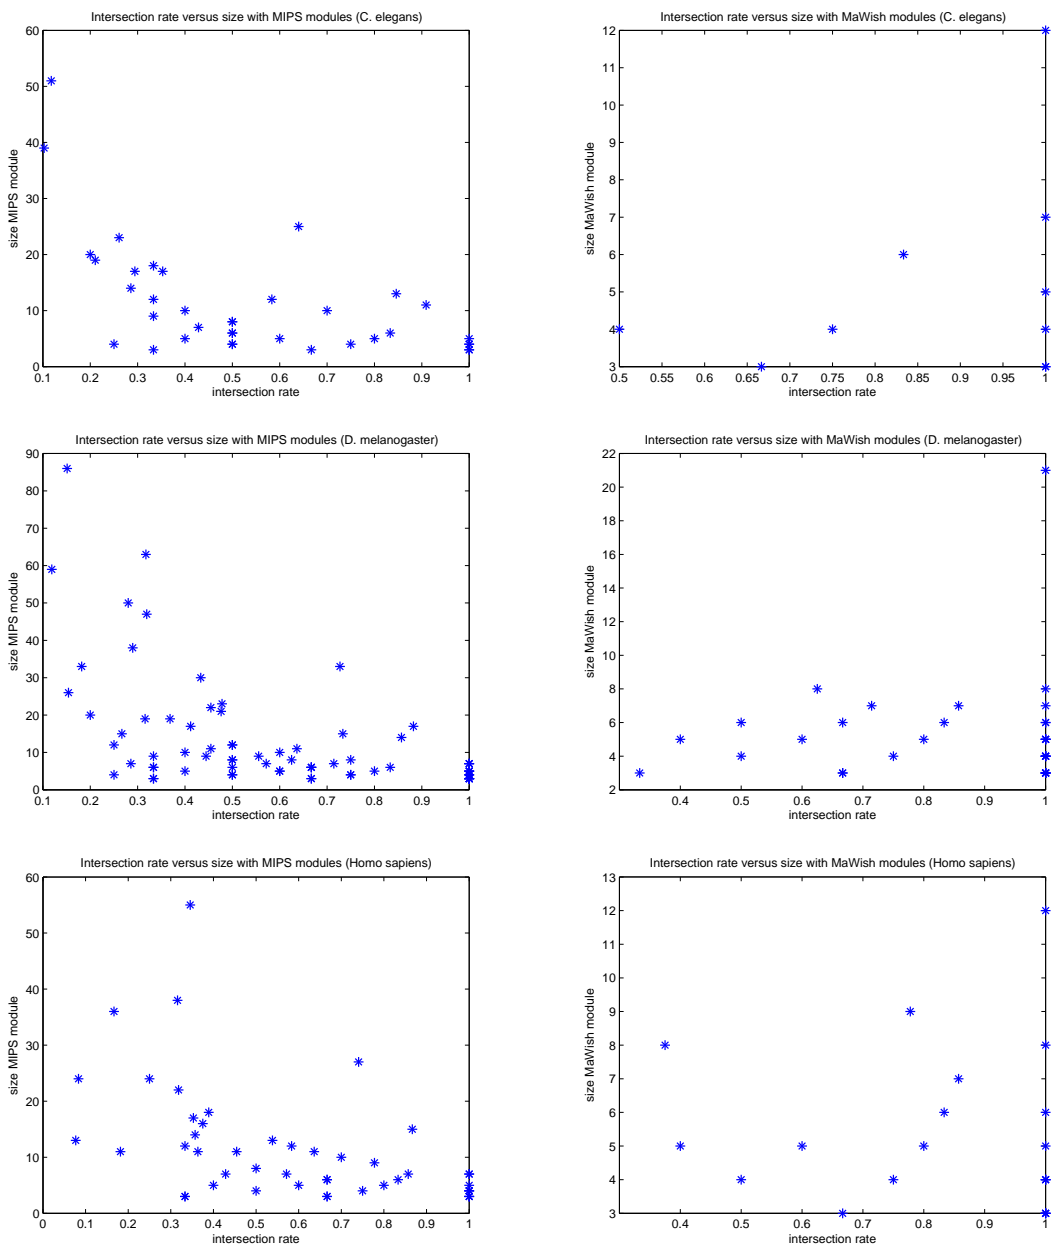 Intersection rate versus size with MIPS modules (C. elegans)
60
50
40
30
20
10
0
size MIPS module
0.1 0.2 0.3 0.4 0.5 0.6 0.7 0.8 0.9 1
intersection rate
Intersection rate versus size with MaWish modules (C. elegans)
12
11
10
9
8
7
6
5
4
3
size MaWish module
0.5 0.55 0.6 0.65 0.7 0.75 0.8 0.85 0.9 0.95 1
intersection rate
Intersection rate versus size with MIPS modules (D. melanogaster)
90
80
70
60
50
40
30
20
10
0
size MIPS module
0.1 0.2 0.3 0.4 0.5 0.6 0.7 0.8 0.9 1
intersection rate
Intersection rate versus size with MaWish modules (D. melanogaster)
22
20
18
16
14
12
10
8
6
4
2
size MaWish module
0.4 0.5 0.6 0.7 0.8 0.9 1
intersection rate
Intersection rate versus size with MIPS modules (Homo sapiens)
60
50
40
30
20
10
0
size MIPS module
0 0.1 0.2 0.3 0.4 0.5 0.6 0.7 0.8 0.9 1
intersection rate
Intersection rate versus size with MaWish modules (Homo sapiens)
13
12
11
10
9
8
7
6
5
4
3
size MaWish module
0.4 0.5 0.6 0.7 0.8 0.9 1
intersection rate